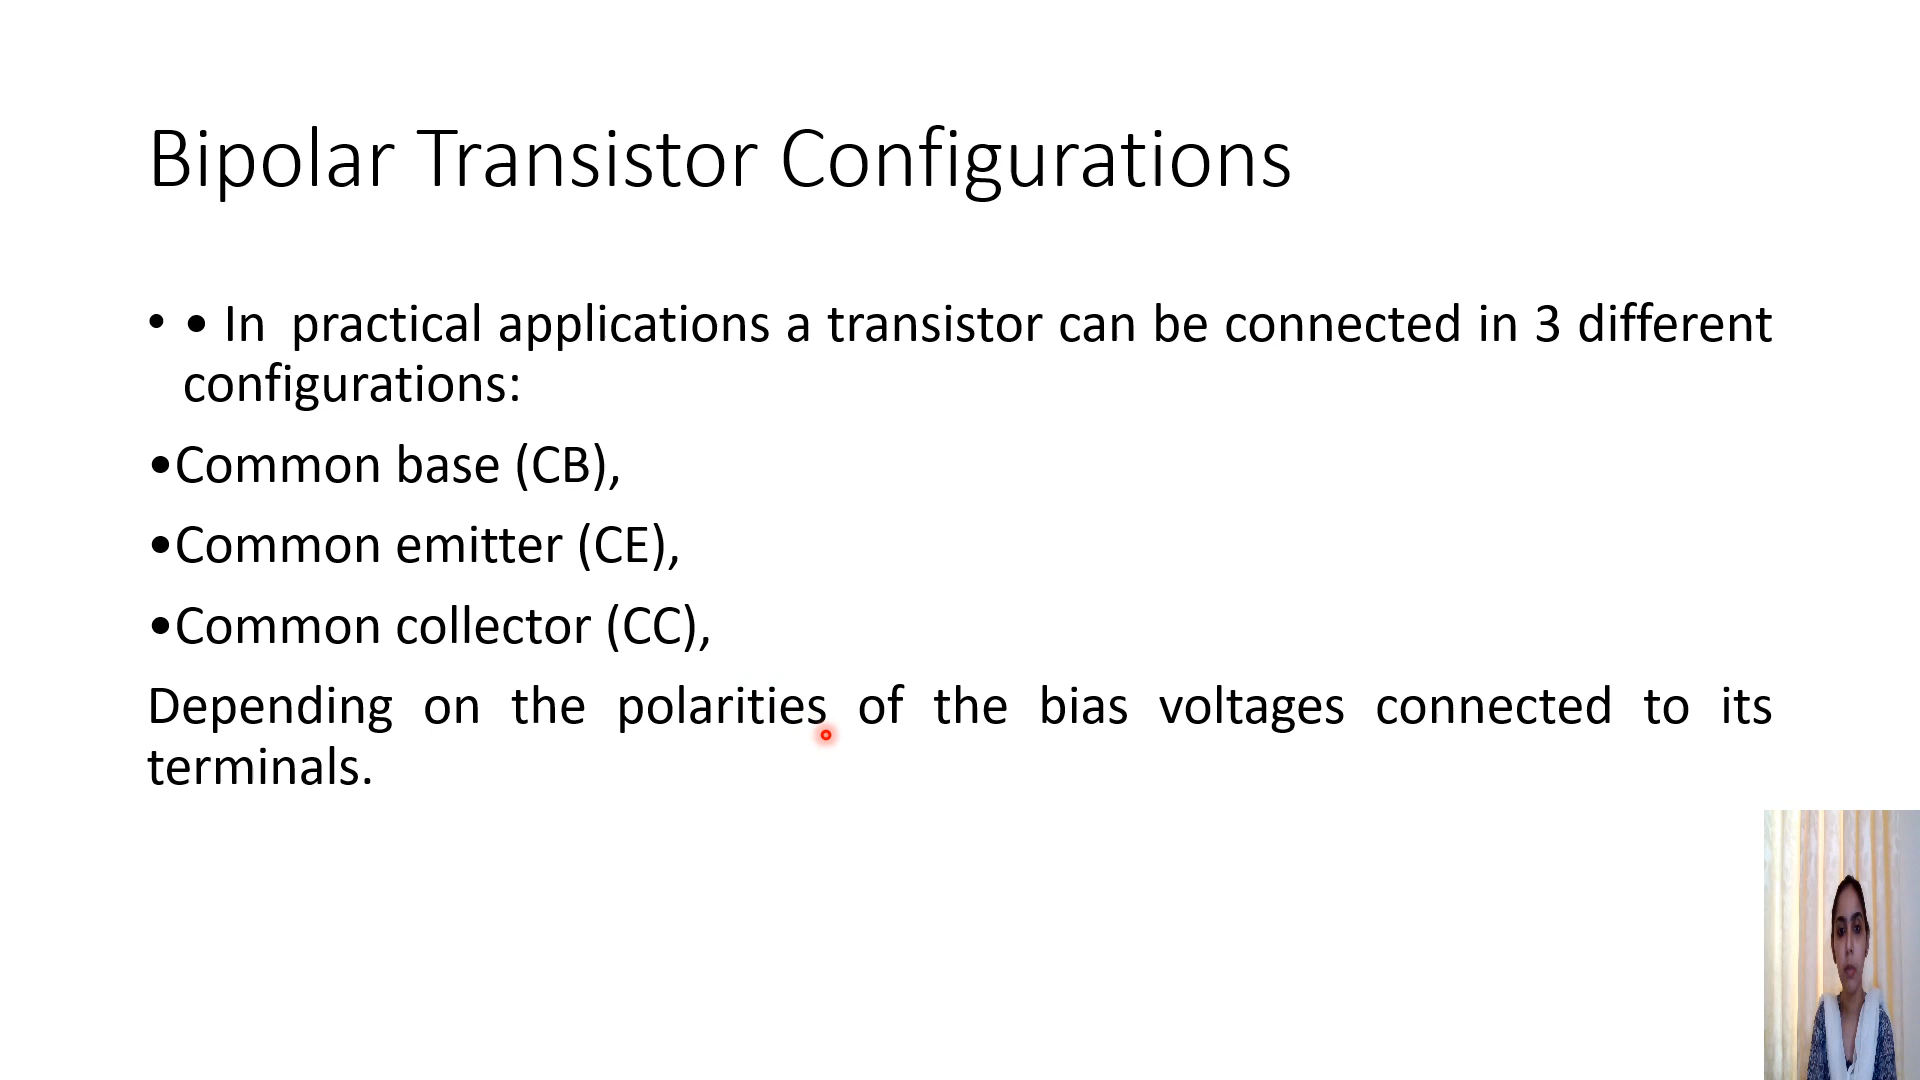 Bipolar Transistor Configurations
• • In practical applications a transistor can be connected in 3 different
configurations:
•Common base (CB),
•Common emitter (CE),
•Common collector (CC),
Depending on the polarities of the bias voltages connected to its
terminals.